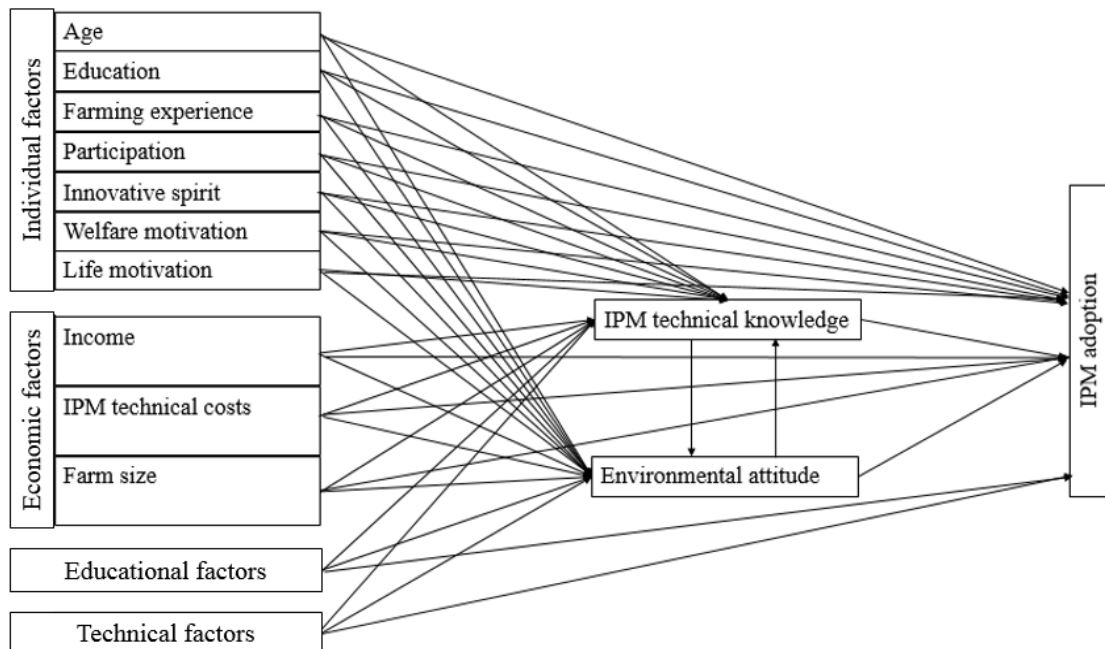 Individual factors
Age
Education
Farming experience
Participation
Innovative spirit
Welfare motivation
Life motivation
Economic factors
Income
IPM technical costs
Farm size
Educational factors
Technical factors
IPM technical knowledge
Environmental attitude
IPM adoption